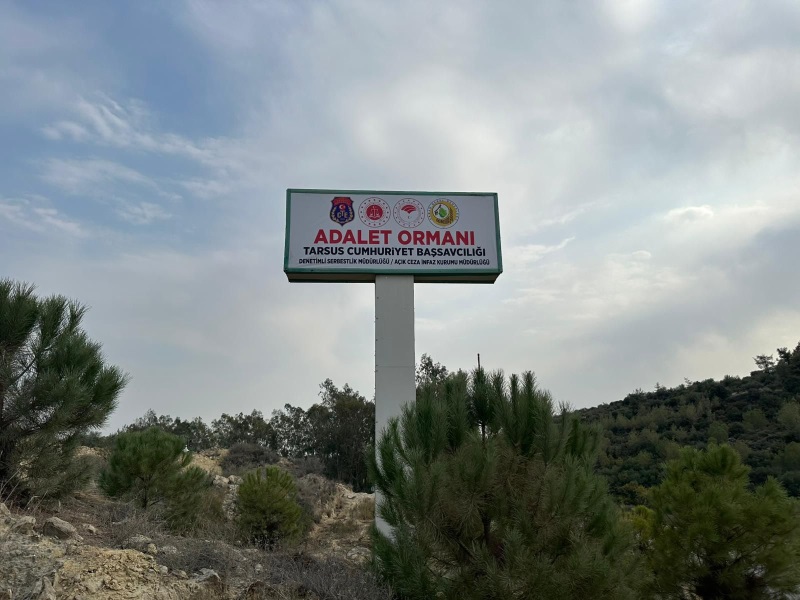 ADALET ORMANI
TARSUS CUMHURİYET BAŞSAVCILIĞI
DENETİMLİ SERBESTLİK MÜDÜRLÜĞÜ / AÇIK CEZA İNFAZ KURUMU MÜDÜRLÜĞÜ